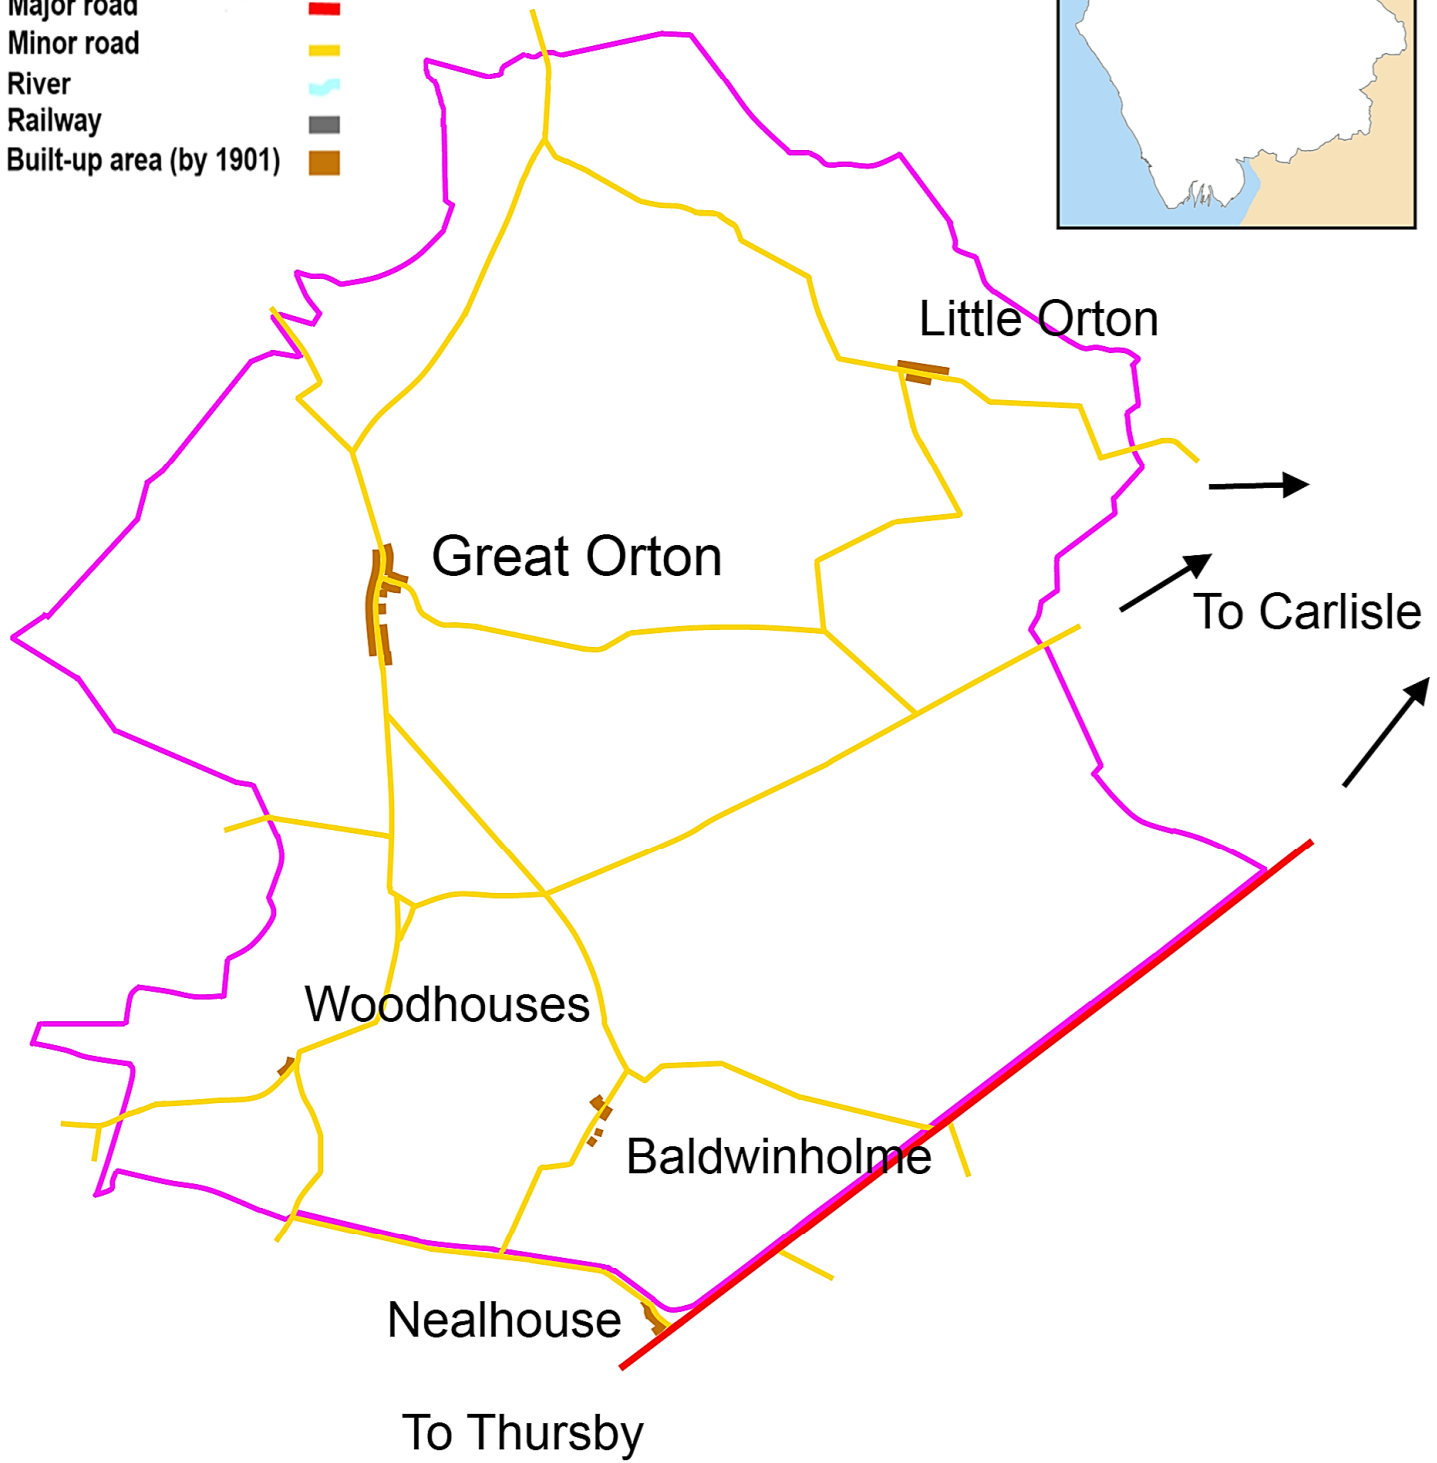 Major road
Minor road
River
Railway
Built-up area (by 1901)
Little Orton
Great Orton
To Carlisle
Woodhouses
Baldwinholme
Nealhouse
To Thursby